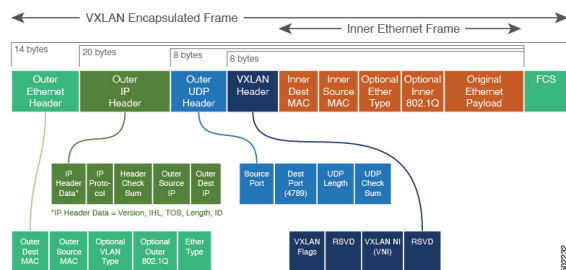 VXLAN Encapsulated Frame
Inner Ethernet Frame
14 bytes
20 bytes
8 bytes
8 bytes
Outer
Ethernet
Header
Outer
IP
Header
Outer
UDP
Header
VXLAN
Header
Inner
Dest
MAC
Inner
Source
MAC
Optional
Ether
Type
Optional
Inner
802.1Q
Original
Ethernet
Payload
FCS
IP
Header
Data*
IP
Proto-
col
Header
Check
Sum
Outer
Source
IP
Outer
Dest
IP
*IP Header Data = Version, IHL, TOS, Length, ID
Source
Port
Dest
Port
(4789)
UDP
Length
UDP
Check
Sum
Outer
Dest
MAC
Outer
Source
MAC
Optional
VLAN
Type
Optional
Outer
802.1Q
Ether
Type
VXLAN
Flags
RSVD
VXLAN NI
(VNI)
RSVD